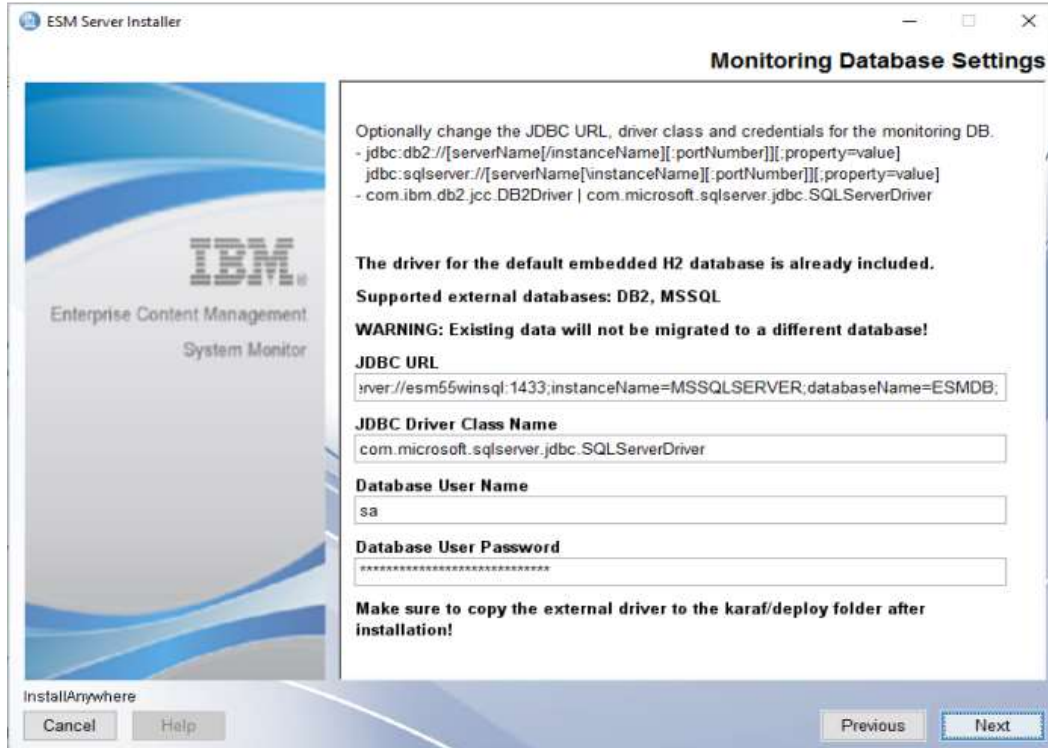 ESM Server Installer
Monitoring Database Settings
IBM®
Enterprise Content Management
System Monitor
Optionally change the JDBC URL, driver class and credentials for the monitoring DB.
- jdbc:db2://[serverName[/instanceName][:portNumber]][;property=value]
jdbc:sqlserver://[serverName[\instanceName][:portNumber]][;property=value]
- com.ibm.db2.jcc.DB2Driver | com.microsoft.sqlserver.jdbc.SQLServerDriver
The driver for the default embedded H2 database is already included.
Supported external databases: DB2, MSSQL
WARNING: Existing data will not be migrated to a different database!
JDBC URL
erver://esm55winsql:1433;instanceName=MSSQLSERVER;databaseName=ESMDB;
JDBC Driver Class Name
com.microsoft.sqlserver.jdbc.SQLServerDriver
Database User Name
sa
Database User Password
*****************************
Make sure to copy the external driver to the karaf/deploy folder after
installation!
InstallAnywhere
Cancel
Help
Previous
Next